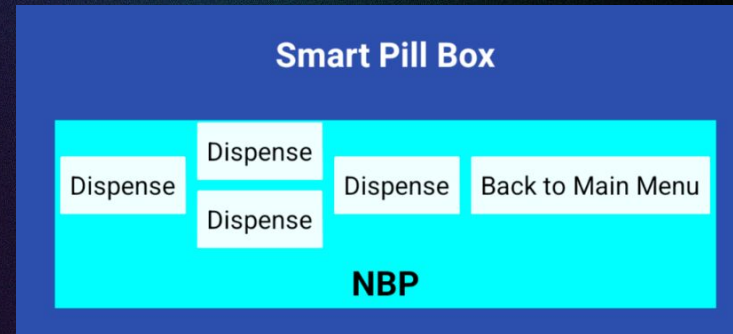 Smart Pill Box
Dispense
Dispense
Dispense
Dispense
Back to Main Menu
NBP